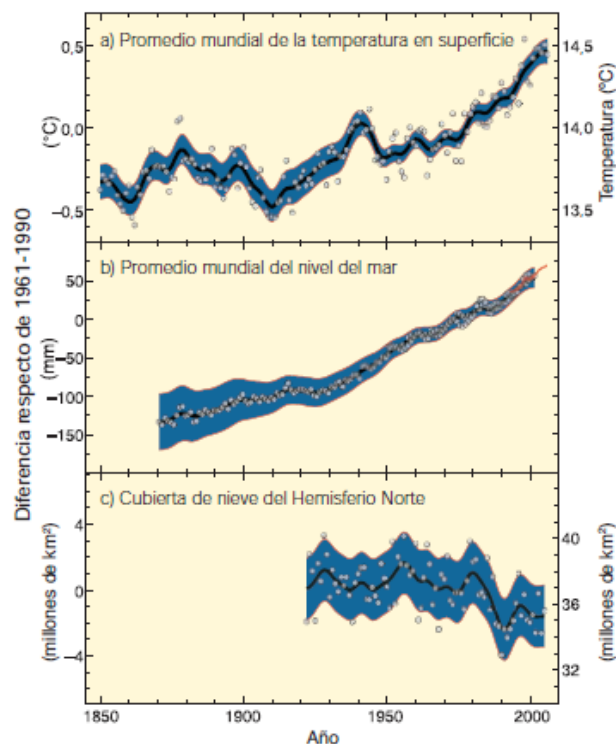 a) Promedio mundial de la temperatura en superficie
0,5
0,0
−0,5
(°C)
14,5
14,0
13,5
Temperatura (°C)
b) Promedio mundial del nivel del mar
50
0
−50
−100
−150
(mm)
Diferencia respecto de 1961-1990
c) Cubierta de nieve del Hemisferio Norte
4
0
−4
(millones de km²)
40
36
32
(millones de km²)
1850
1900
1950
2000
Año